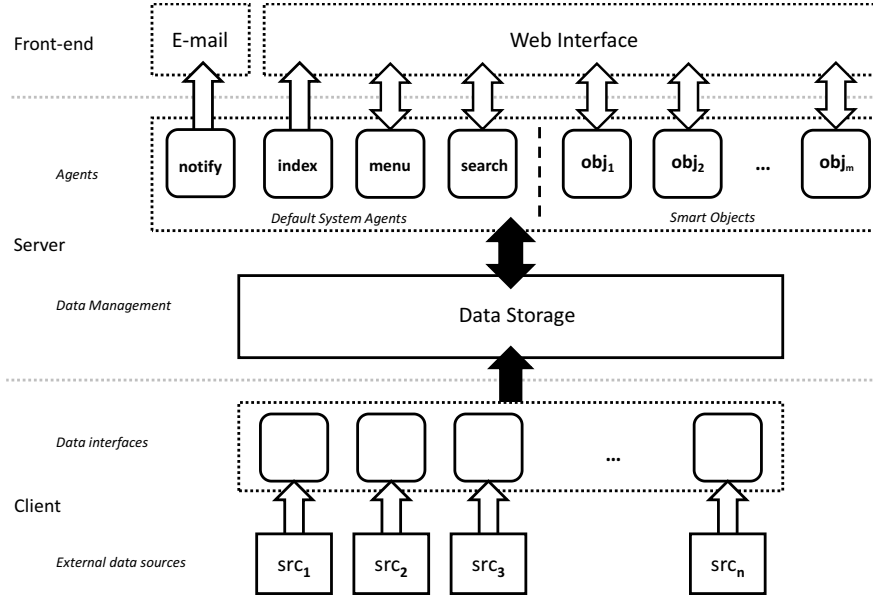 Front-end
E-mail
Web Interface
Agents
notify
index
menu
search
obj₁
obj₂
...
objₘ
Default System Agents
Smart Objects
Server
Data Management
Data Storage
Data interfaces
...
Client
External data sources
src₁
src₂
src₃
srcₙ